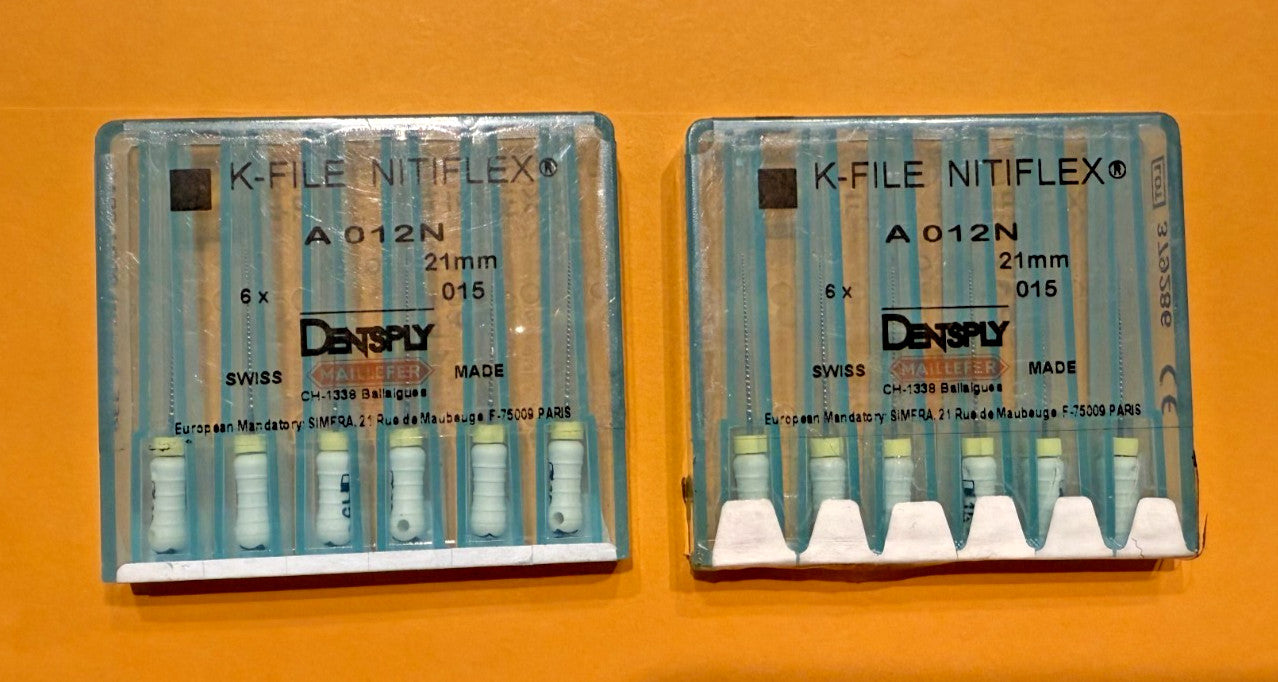 K-FILE NITIFLEX®
A 012N
21mm
6 x 015
DENTSPLY
MAILLEFER
SWISS MADE
CH-1338 Ballaigues
European Mandatory: SIMFRA, 21 Rue de Maubeuge F-75009 PARIS
K-FILE NITIFLEX®
A 012N
21mm
6 x 015
DENTSPLY
MAILLEFER
SWISS MADE
CH-1338 Ballaigues
European Mandatory: SIMFRA, 21 Rue de Maubeuge F-75009 PARIS
LOT 379286
CE